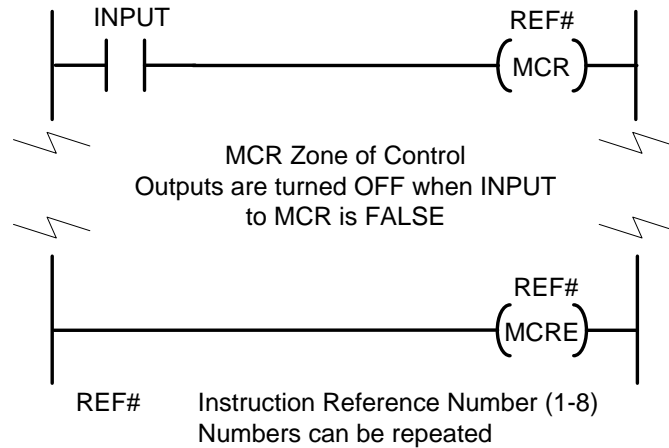 INPUT REF#
MCR
MCR Zone of Control
Outputs are turned OFF when INPUT
to MCR is FALSE
REF#
MCRE
REF# Instruction Reference Number (1-8)
Numbers can be repeated